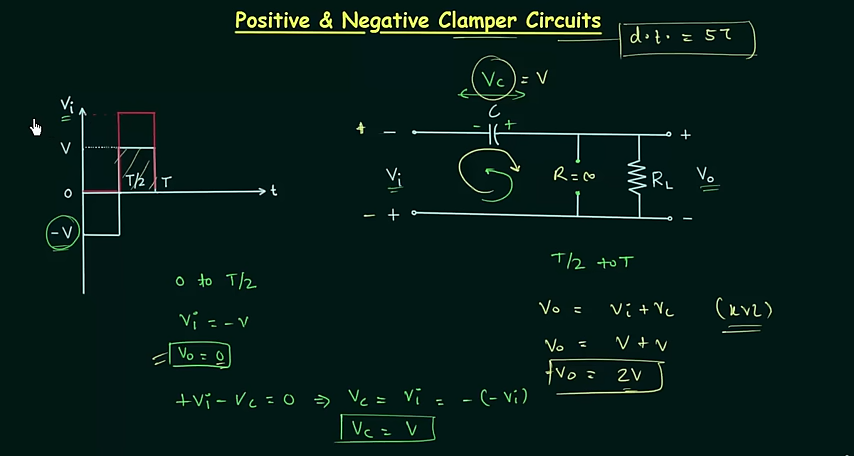 Positive & Negative Clamper Circuits
d.t. = 5τ
Vc = V
C
- +
+ - +
Vi
V
0
-V
T/2 T
t
Vi
R = ∞
RL
Vo
- + -
0 to T/2
Vi = -V
Vo = 0
+Vi - Vc = 0 ⇒ Vc = Vi = -(-Vi)
Vc = V
T/2 to T
Vo = Vi + Vc (KVL)
Vo = V + V
Vo = 2V